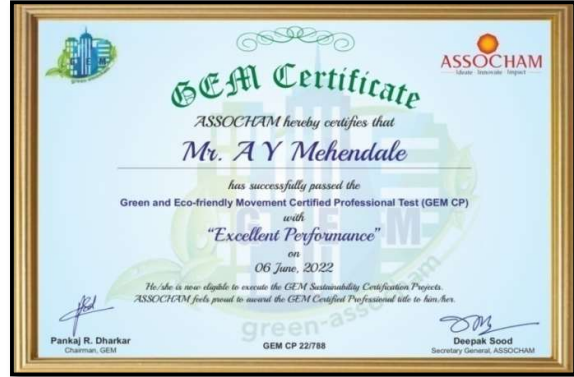 GEM
green-assocham
ASSOCHAM
Ideate · Innovate · Impact
GEM Certificate
ASSOCHAM hereby certifies that
Mr. A Y Mehendale
has successfully passed the
Green and Eco-friendly Movement Certified Professional Test (GEM CP)
with
"Excellent Performance"
on
06 June, 2022
He/she is now eligible to execute the GEM Sustainability Certification Projects.
ASSOCHAM feels proud to award the GEM Certified Professional title to him/her.
Pankaj R. Dharkar
Chairman, GEM
GEM CP 22/788
Deepak Sood
Secretary General, ASSOCHAM